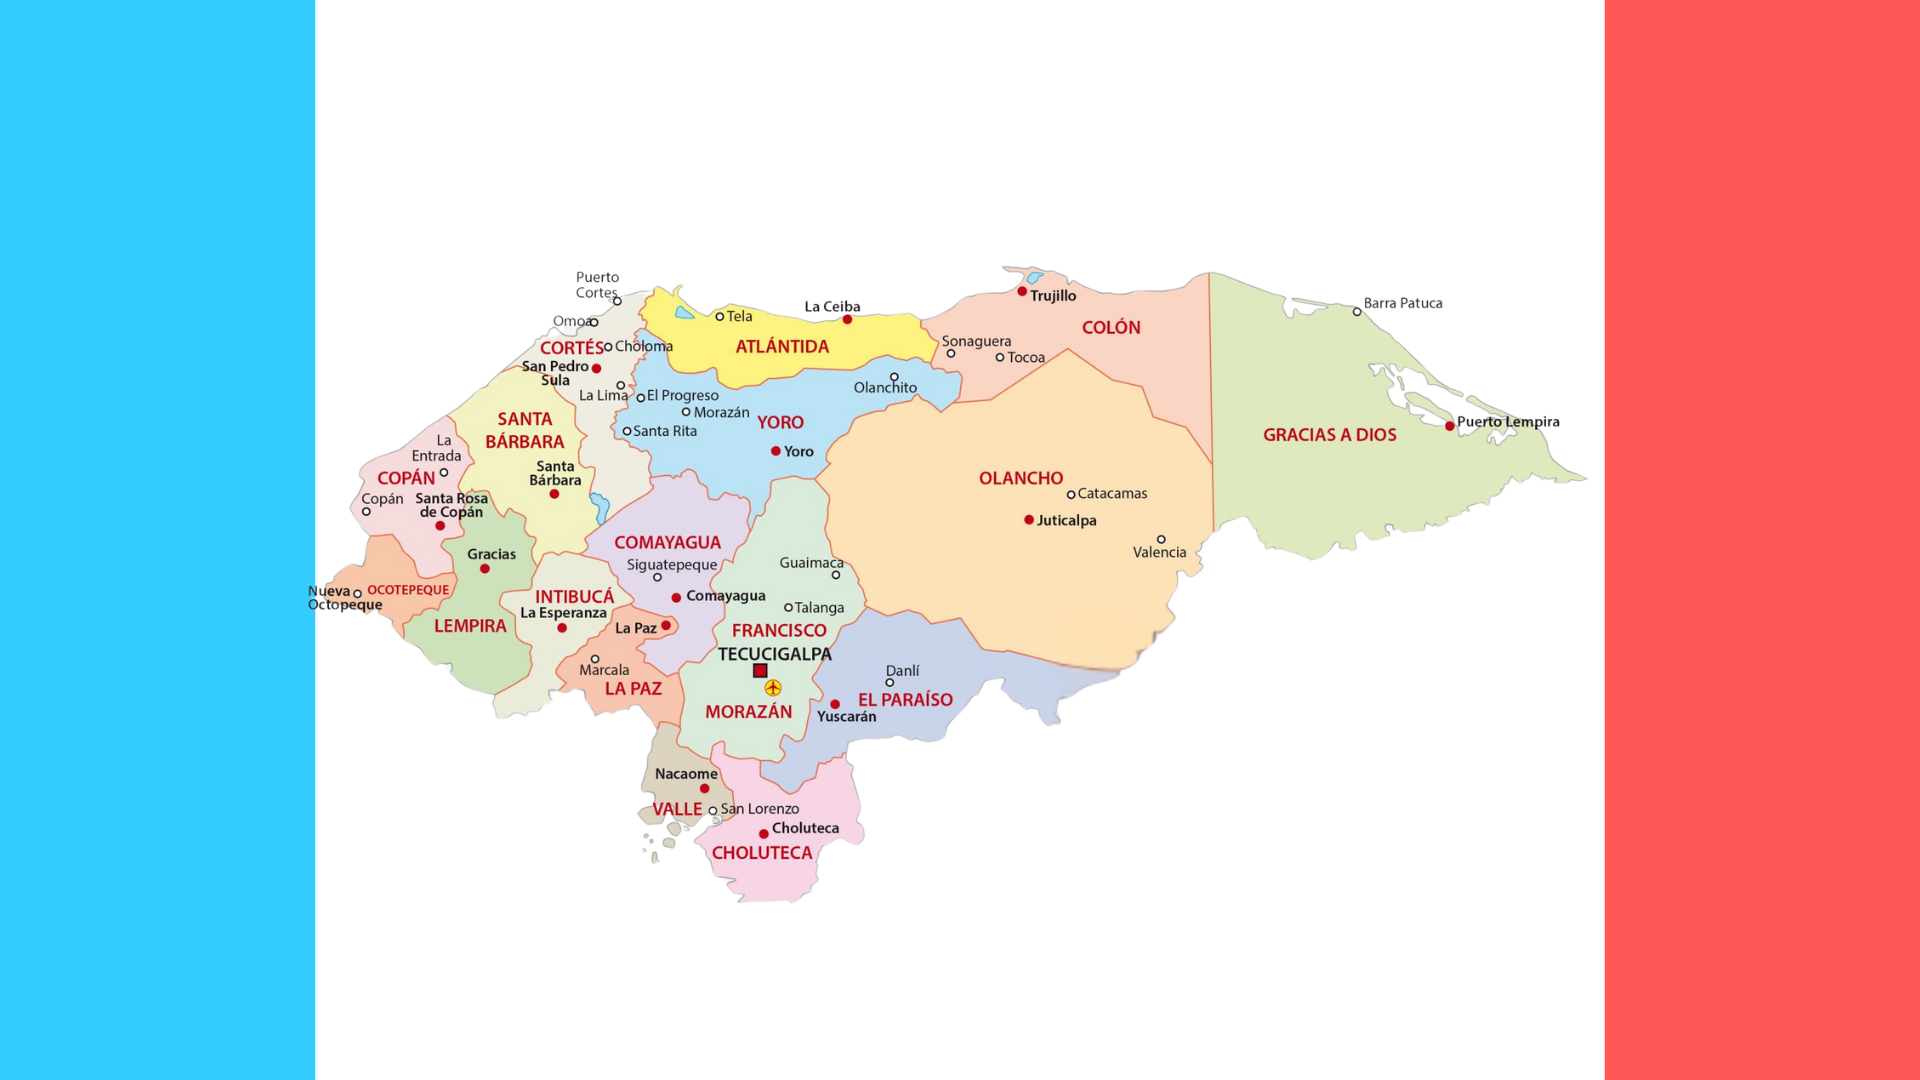 Puerto
Cortes
Omoa
CORTÉS
Choloma
San Pedro
Sula
La Lima
Tela
La Ceiba
ATLÁNTIDA
Trujillo
COLÓN
Sonaguera
Tocoa
Barra Patuca
Puerto Lempira
GRACIAS A DIOS
Olanchito
El Progreso
Morazán
YORO
Santa Rita
Yoro
SANTA
BÁRBARA
Santa
Bárbara
La
Entrada
COPÁN
Copán
Santa Rosa
de Copán
Gracias
OLANCHO
Catacamas
Juticalpa
Valencia
COMAYAGUA
Siguatepeque
Comayagua
Guaimaca
Talanga
Nueva
Octopeque
OCOTEPEQUE
LEMPIRA
INTIBUCÁ
La Esperanza
La Paz
Marcala
LA PAZ
FRANCISCO
TECUCIGALPA
MORAZÁN
Danlí
EL PARAÍSO
Yuscarán
Nacaome
VALLE
San Lorenzo
Choluteca
CHOLUTECA